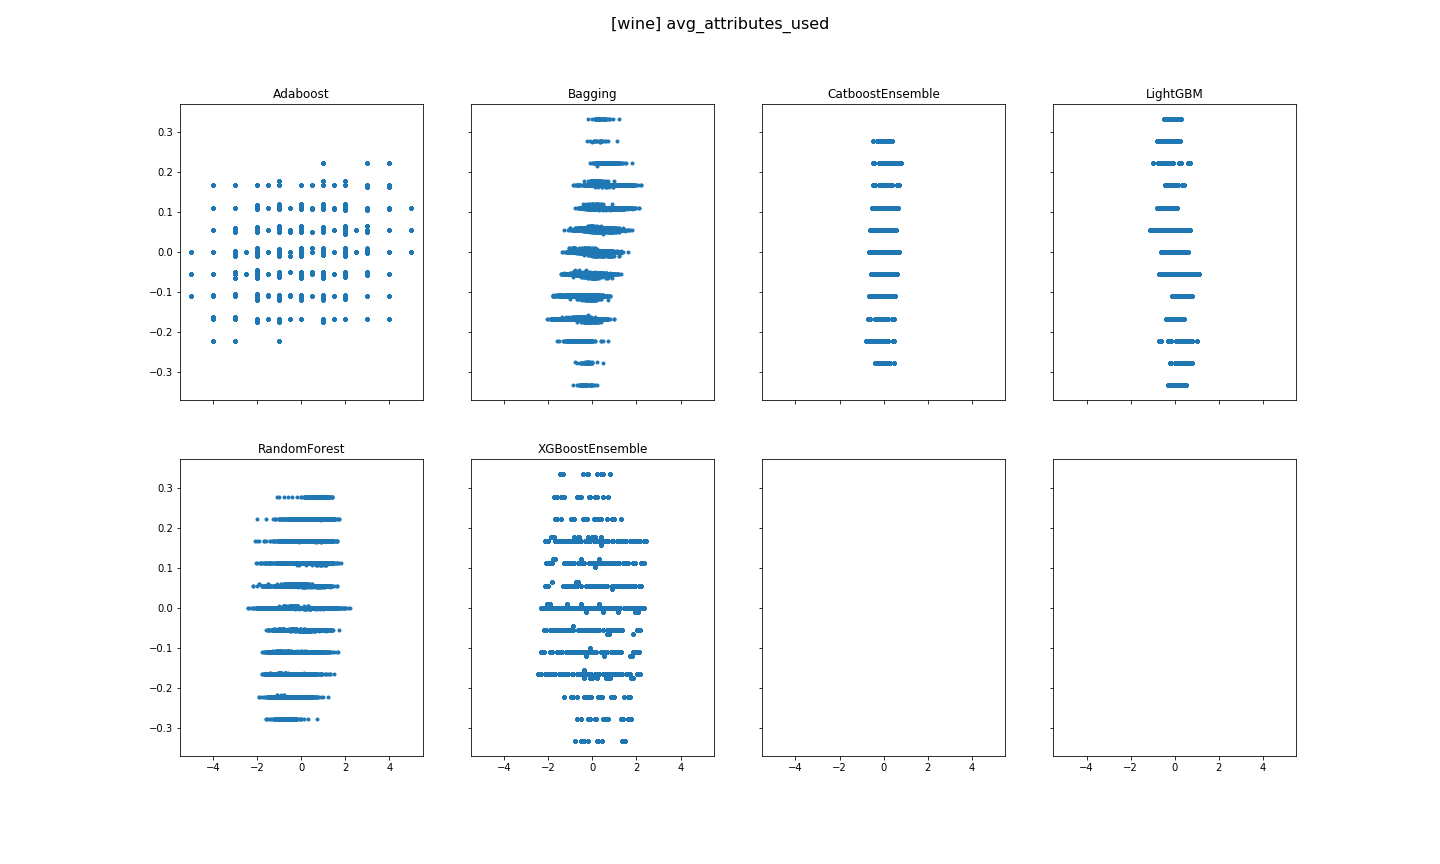 [wine] avg_attributes_used
Adaboost
Bagging
CatboostEnsemble
LightGBM
0.3
0.2
0.1
0.0
−0.1
−0.2
−0.3
RandomForest
XGBoostEnsemble
0.3
0.2
0.1
0.0
−0.1
−0.2
−0.3
−4 −2 0 2 4
−4 −2 0 2 4
−4 −2 0 2 4
−4 −2 0 2 4